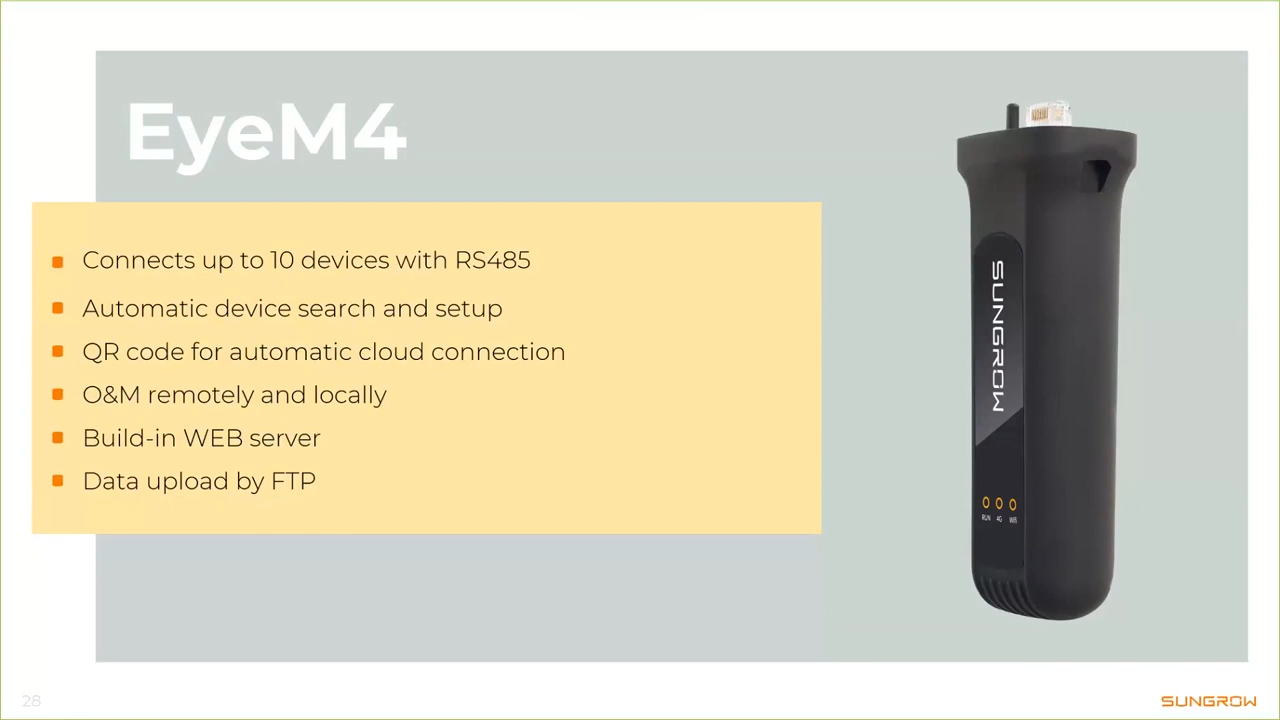 EyeM4
Connects up to 10 devices with RS485
Automatic device search and setup
QR code for automatic cloud connection
O&M remotely and locally
Build-in WEB server
Data upload by FTP
SUNGROW
RUN 4G WiFi
28
SUNGROW